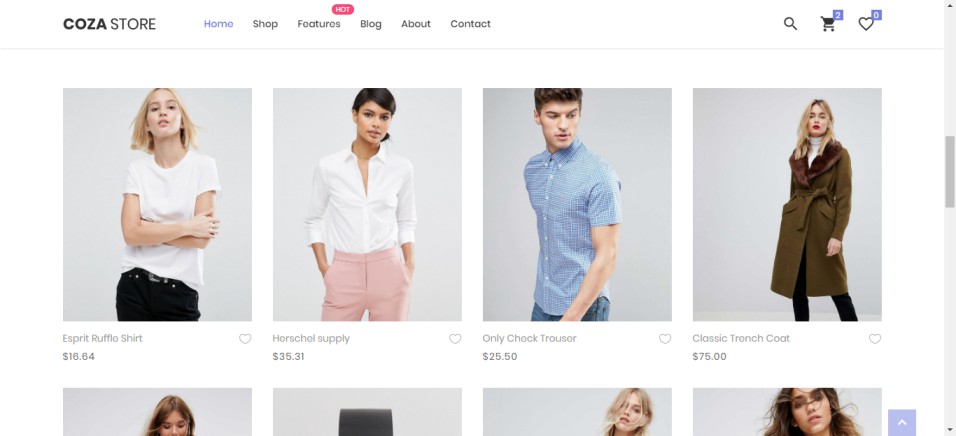 COZA STORE
Home Shop Features HOT Blog About Contact
2 0
Esprit Ruffle Shirt
$16.64
Herschel supply
$35.31
Only Check Trouser
$25.50
Classic Trench Coat
$75.00